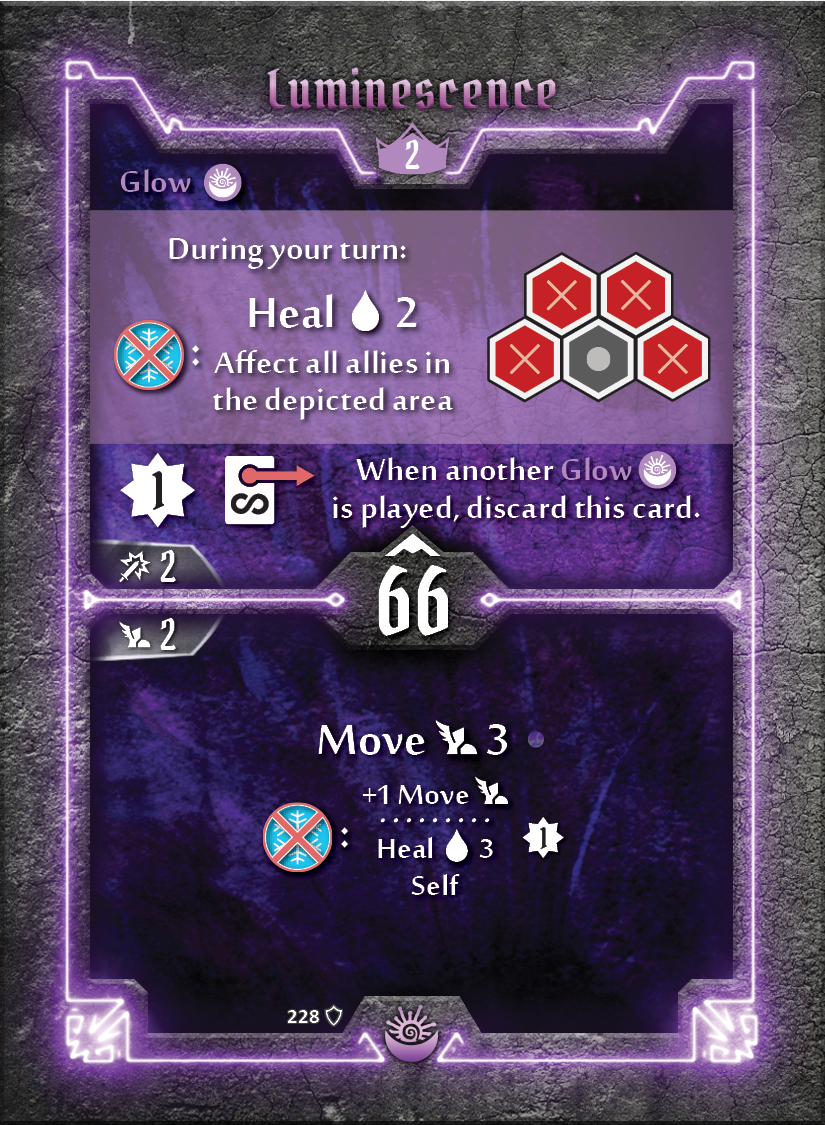 Luminescence
2
Glow
During your turn:
Heal 2
: Affect all allies in
the depicted area
1
When another Glow
is played, discard this card.
2
66
2
Move 3
+1 Move
:
Heal 3
1
Self
228